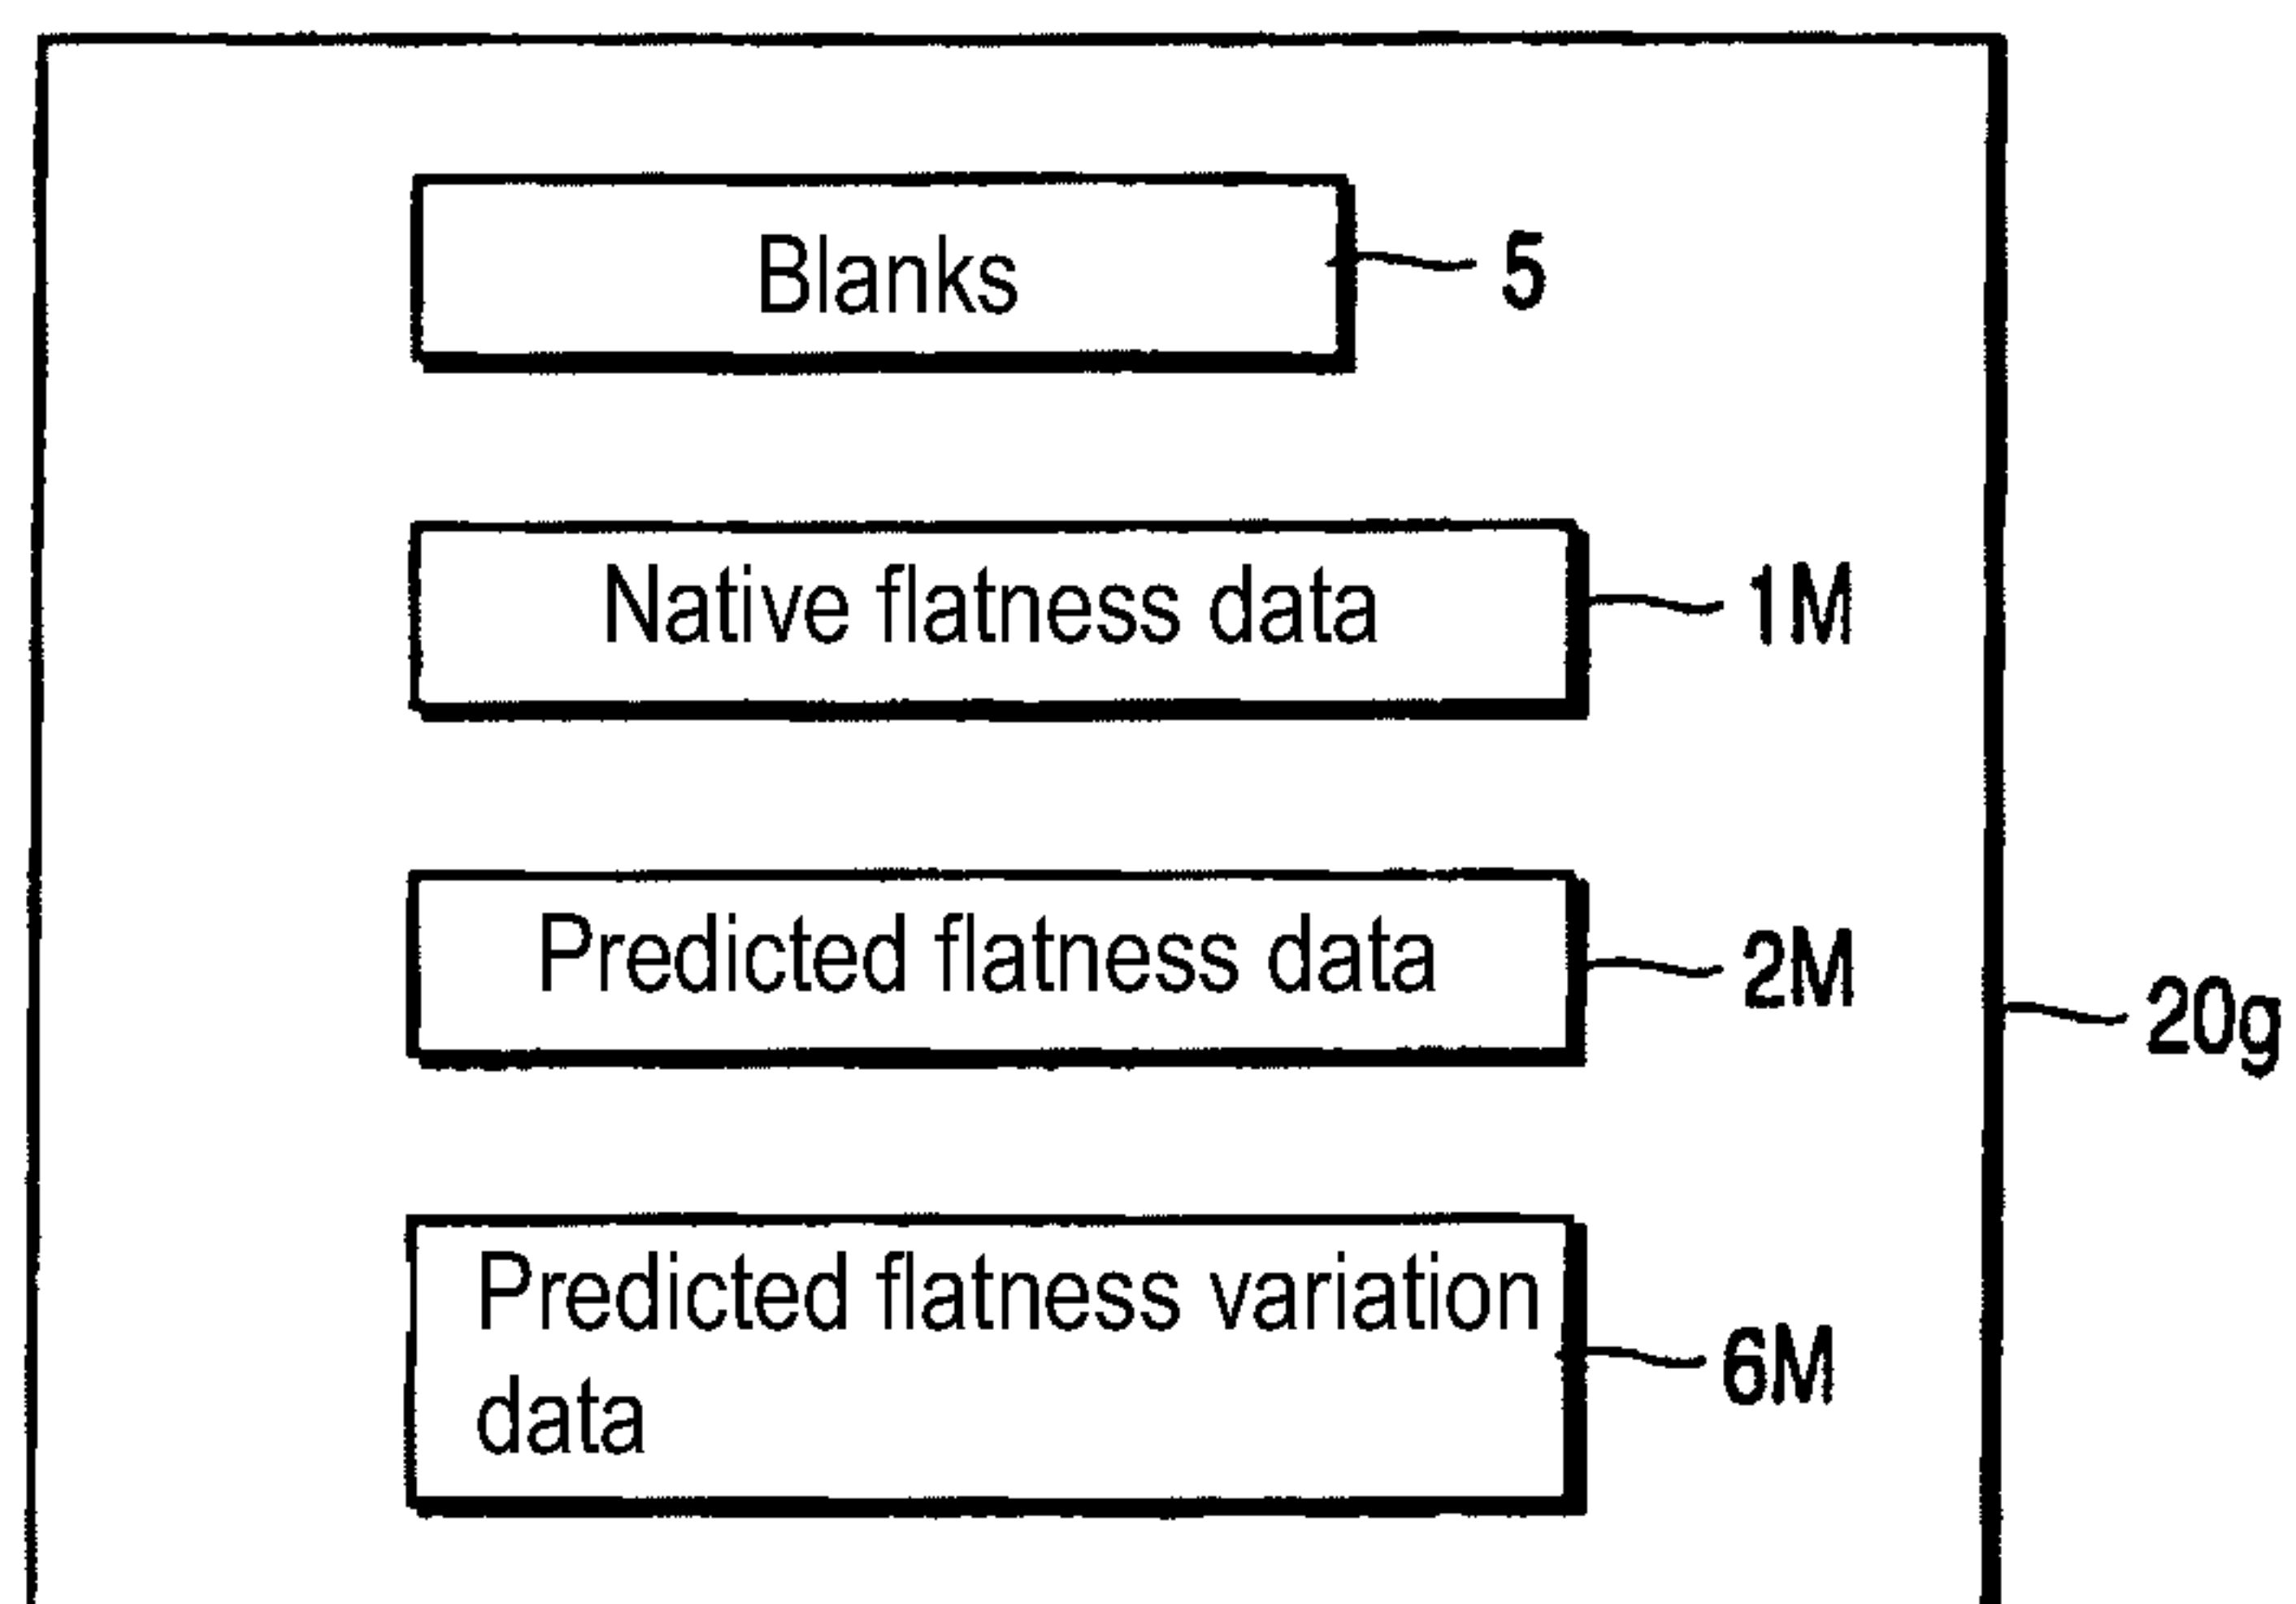 Blanks 5
Native flatness data 1M
Predicted flatness data 2M
20g
Predicted flatness variation
data
6M